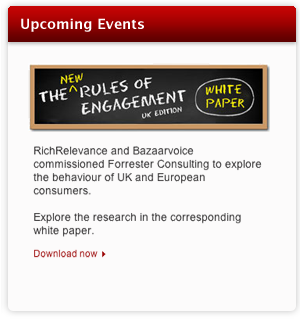 Upcoming Events
THE NEW RULES OF
ENGAGEMENT
UK EDITION
WHITE
PAPER
RichRelevance and Bazaarvoice
commissioned Forrester Consulting to explore
the behaviour of UK and European
consumers.
Explore the research in the corresponding
white paper.
Download now